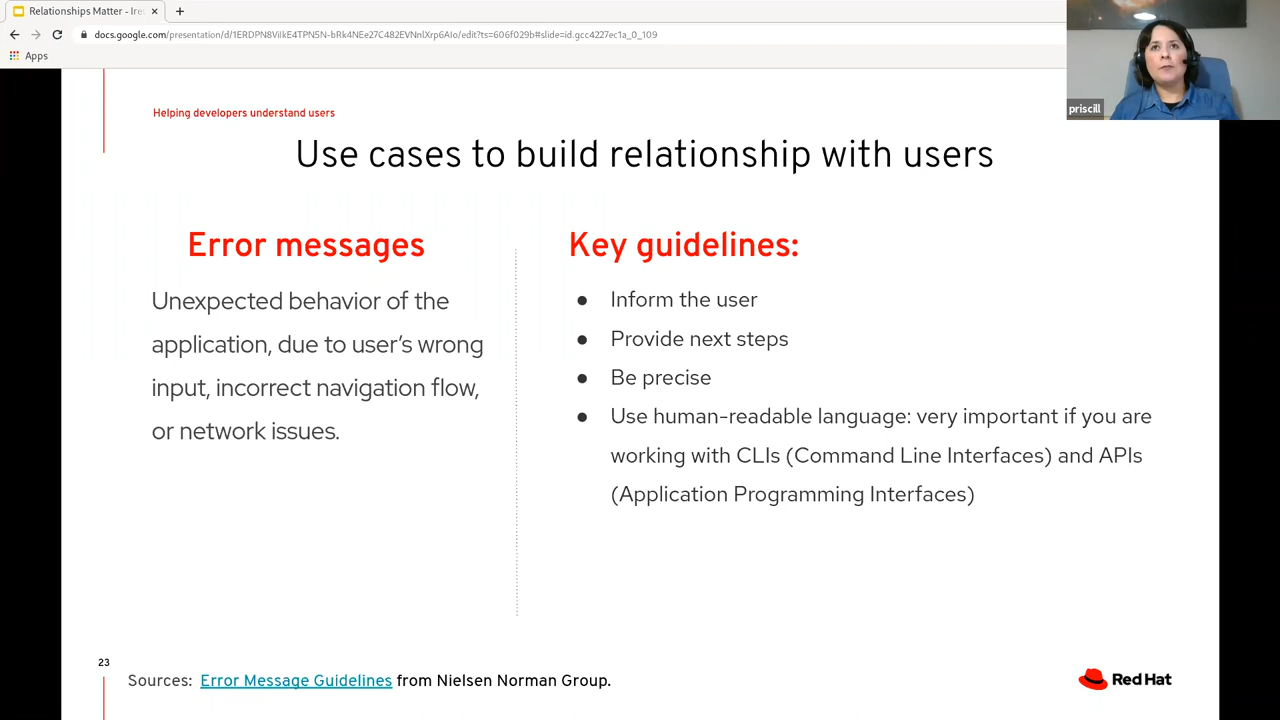 Relationships Matter - Ire
docs.google.com/presentation/d/1ERDPN8ViIkE4TPN5N-bRk4NEe27C482EVNnlXrp6AIo/edit?ts=606f029b#slide=id.gcc4227ec1a_0_109
Apps
priscill
Helping developers understand users
Use cases to build relationship with users
Error messages
Unexpected behavior of the
application, due to user's wrong
input, incorrect navigation flow,
or network issues.
Key guidelines:
● Inform the user
● Provide next steps
● Be precise
● Use human-readable language: very important if you are
working with CLIs (Command Line Interfaces) and APIs
(Application Programming Interfaces)
23
Sources: Error Message Guidelines from Nielsen Norman Group.
Red Hat